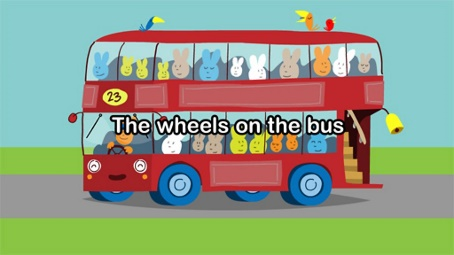 23
The wheels on the bus